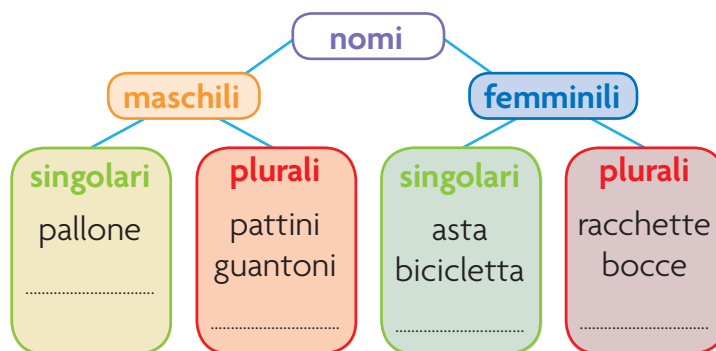 nomi
maschili
femminili
singolari
pallone
......................................
plurali
pattini
guantoni
......................................
singolari
asta
bicicletta
......................................
plurali
racchette
bocce
......................................